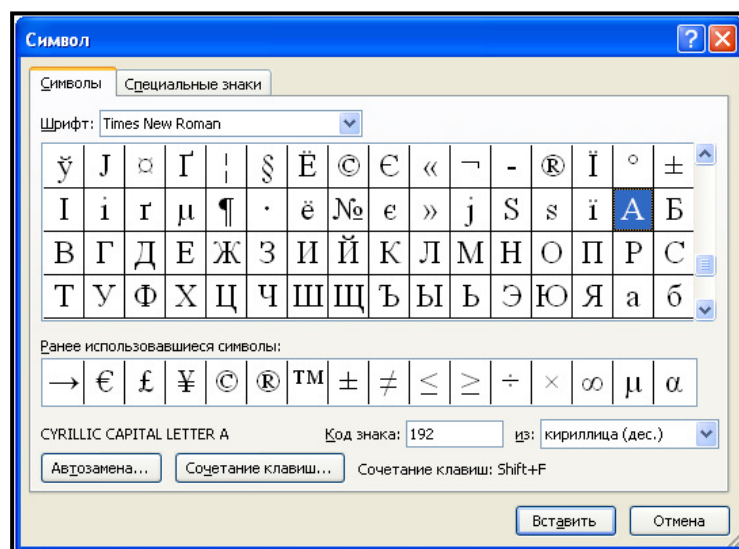 Символ
Символы Специальные знаки
Шрифт: Times New Roman
ў Ј ¤ Ґ ¦ § Ё © Є « ¬ - ® Ї ° ±
І і ґ µ ¶ · ё № є » ј Ѕ ѕ ї А Б
В Г Д Е Ж З И Й К Л М Н О П Р С
Т У Ф Х Ц Ч Ш Щ Ъ Ы Ь Э Ю Я а б
Ранее использовавшиеся символы:
→ € £ ¥ © ® ™ ± ≠ ≤ ≥ ÷ × ∞ µ α
CYRILLIC CAPITAL LETTER A Код знака: 192 из: кириллица (дес.)
Автозамена... Сочетание клавиш... Сочетание клавиш: Shift+F
Вставить Отмена